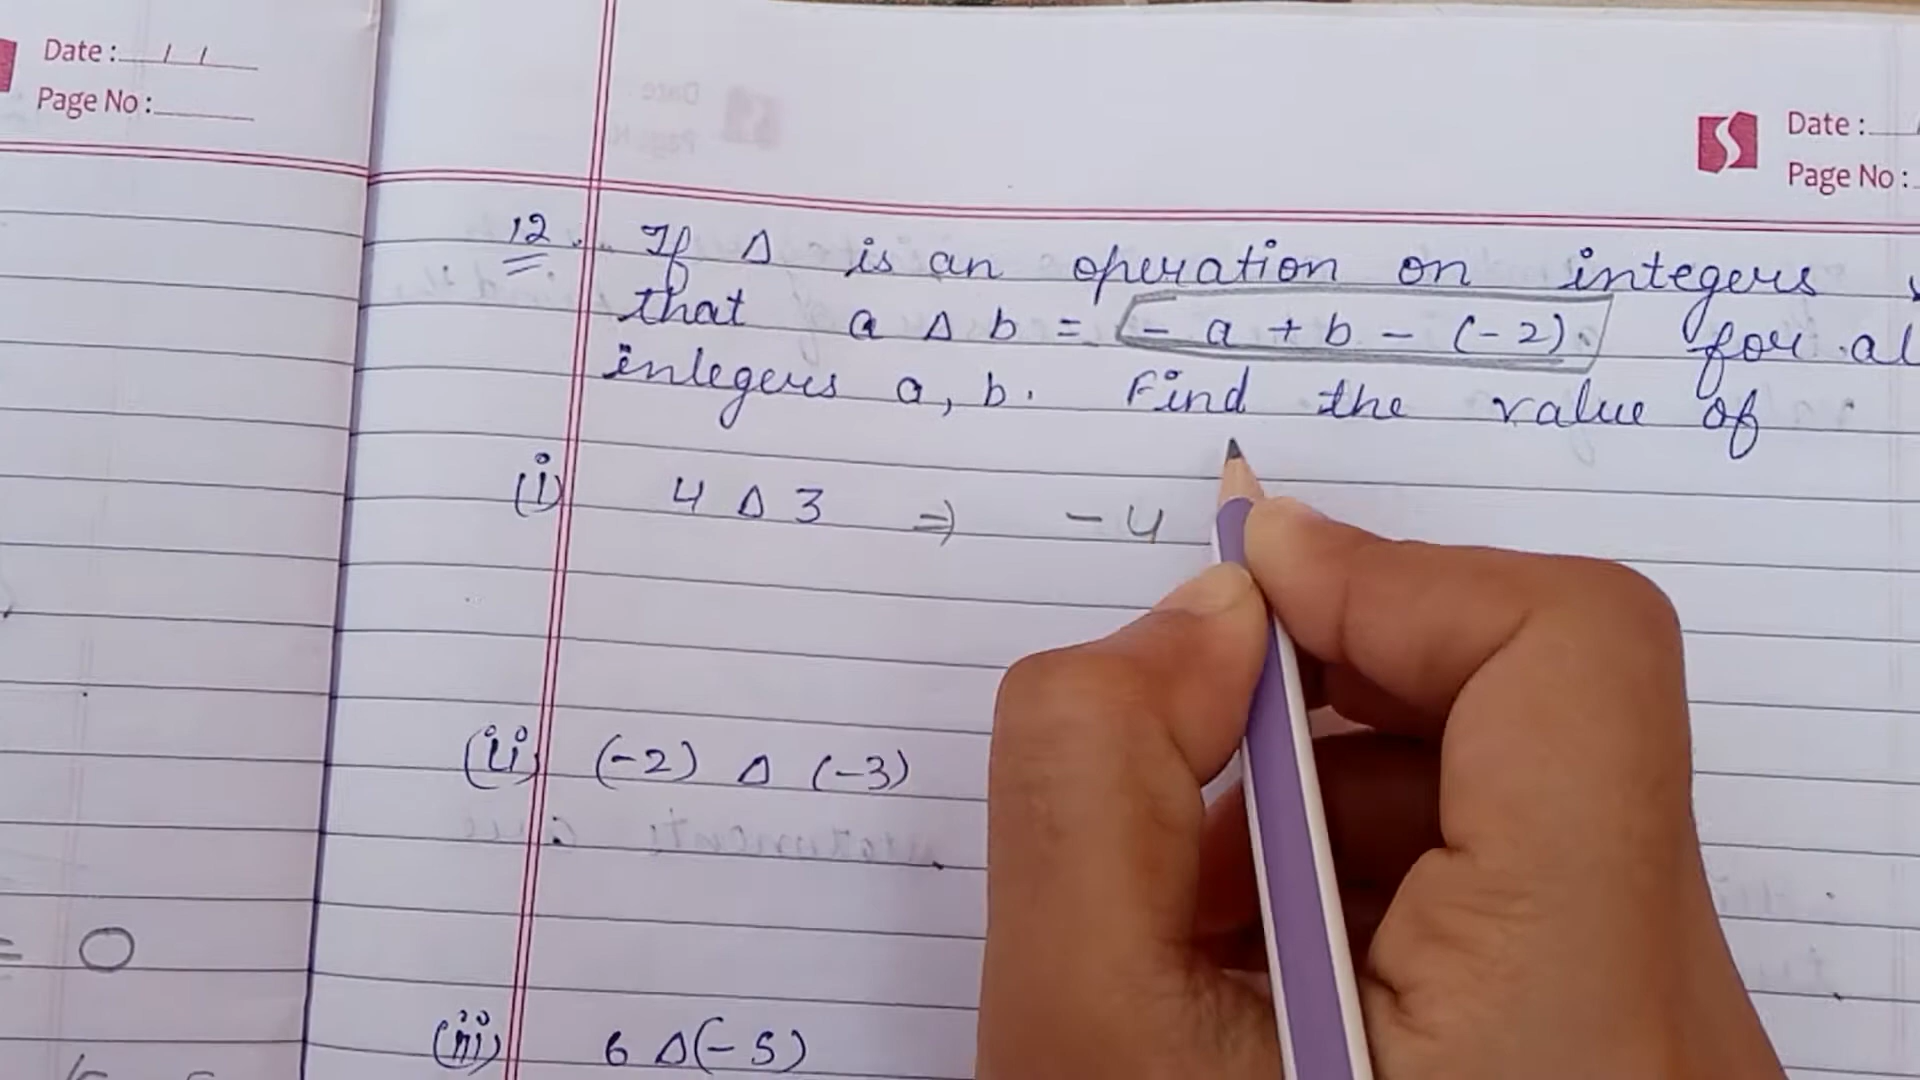 Date : / /
Page No :
Date :
Page No :
12. If Δ is an operation on integers
that a Δ b = - a + b - (-2). for al
integers a, b. Find the value of
(i) 4 Δ 3 ⇒ - 4
(ii) (-2) Δ (-3)
= 0
(iii) 6 Δ (-5)